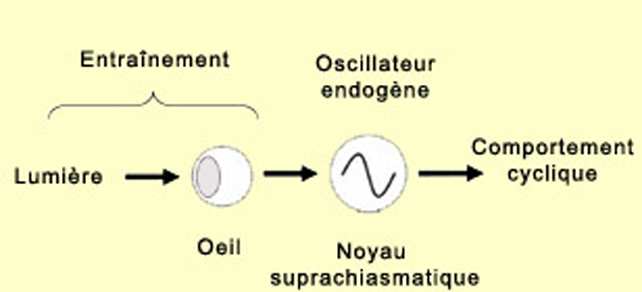 Entraînement
Oscillateur
endogène
Lumière
Comportement
cyclique
Oeil
Noyau
suprachiasmatique